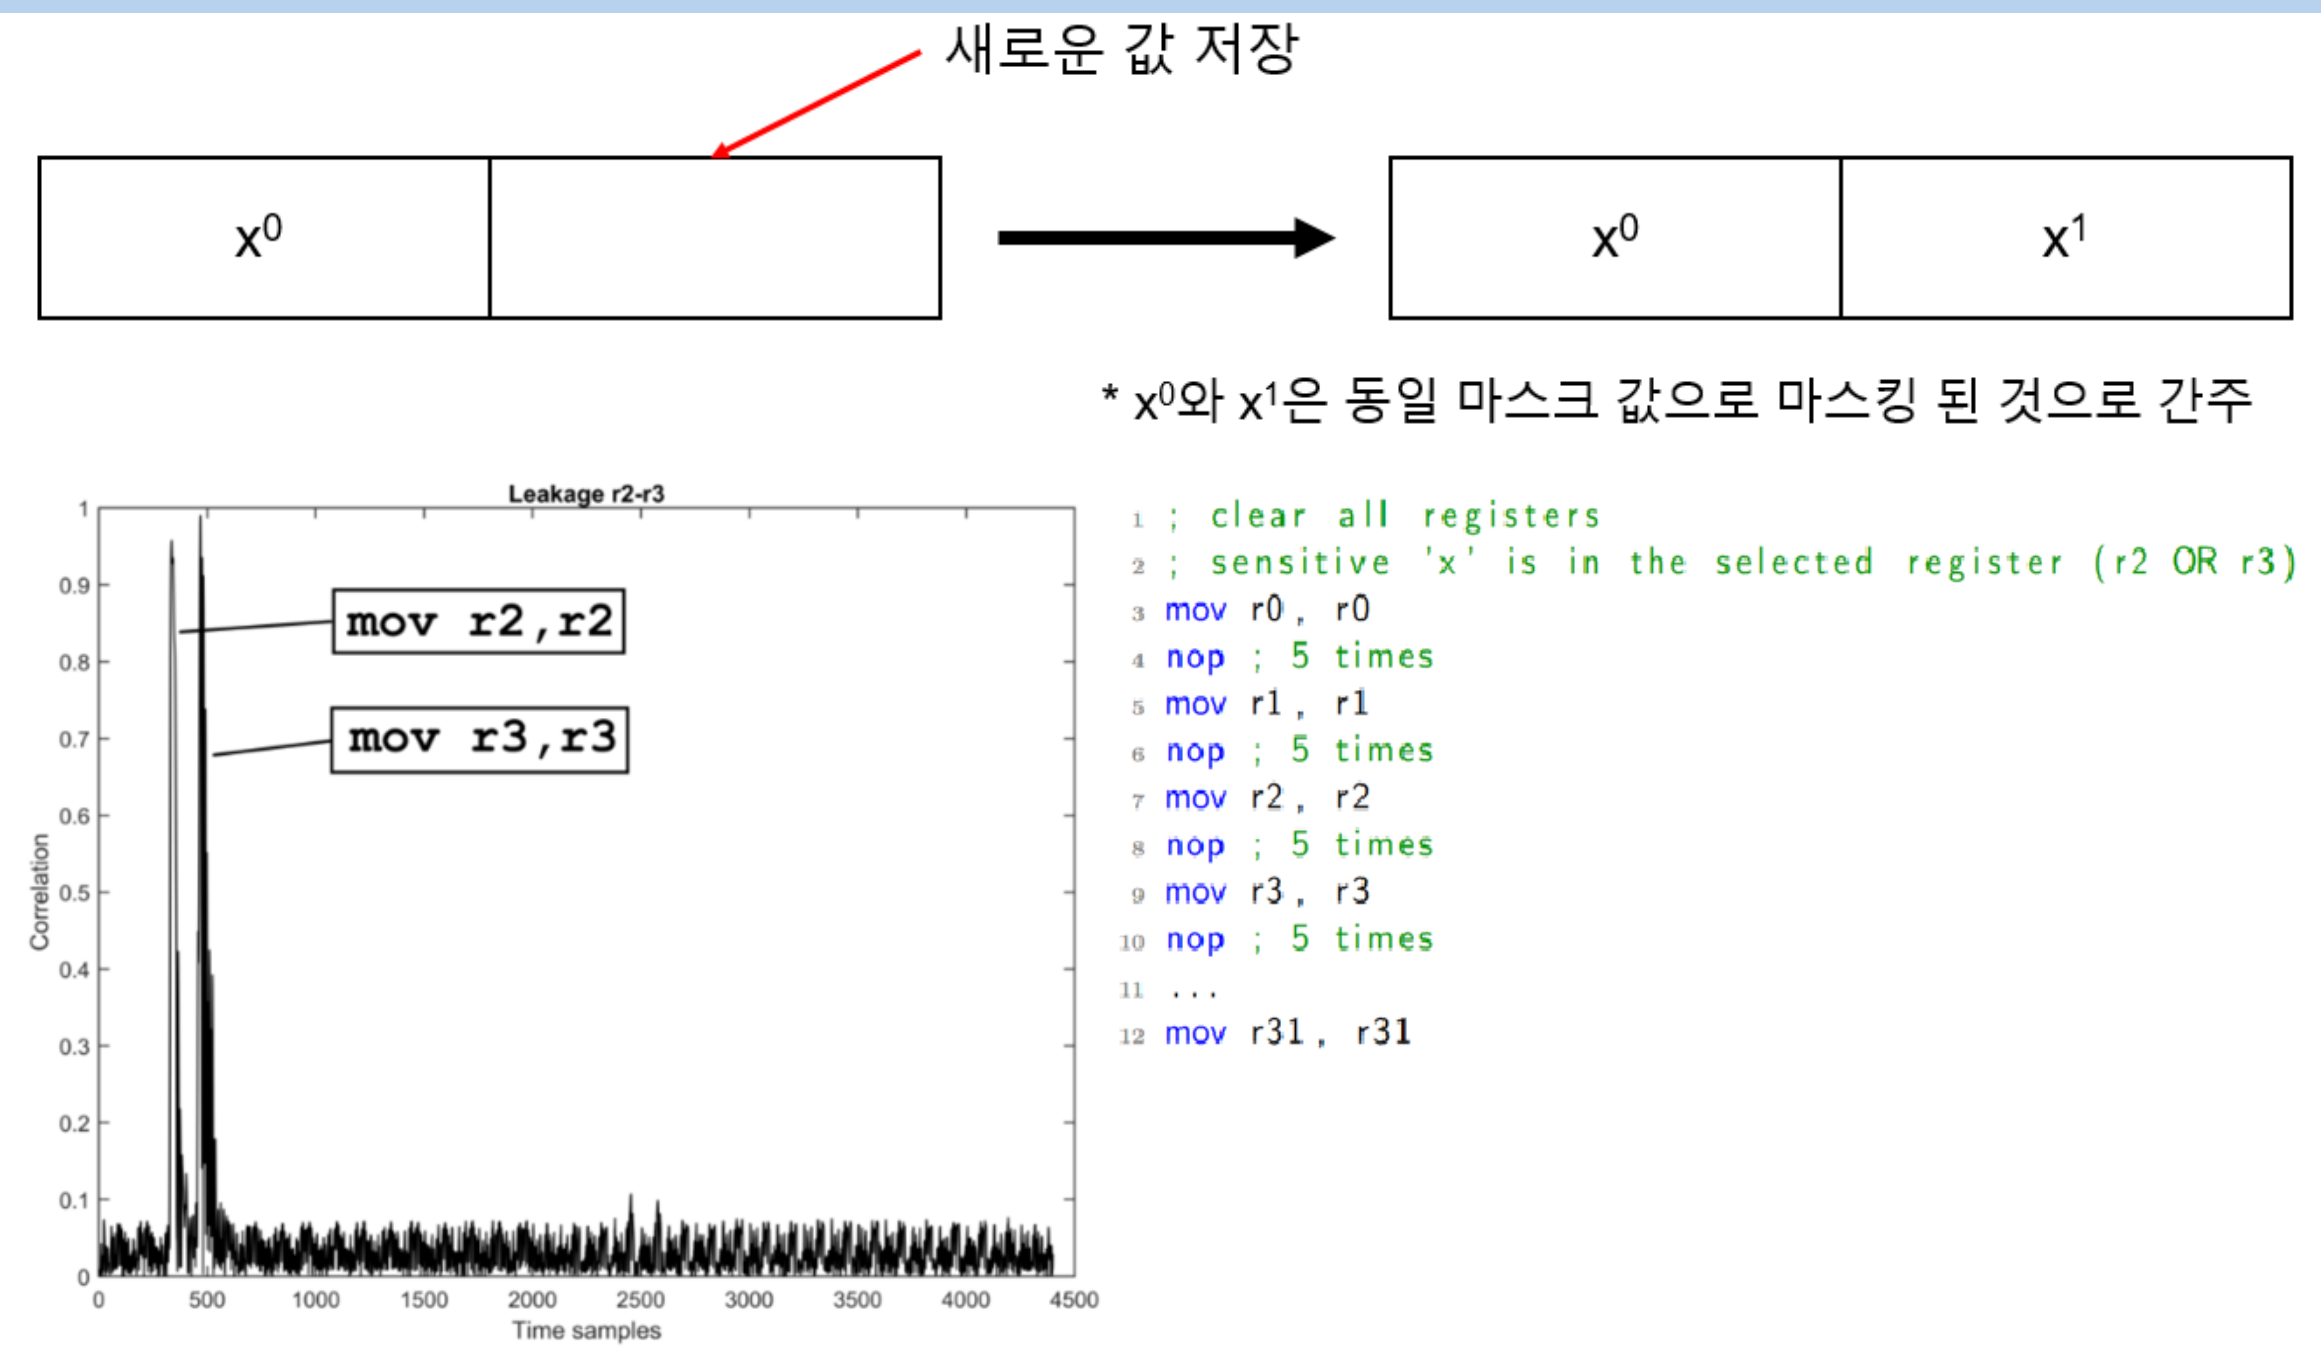 새로운 값 저장
x⁰
x⁰ x¹
* x⁰와 x¹은 동일 마스크 값으로 마스킹 된 것으로 간주
Leakage r2-r3
mov r2,r2
mov r3,r3
Correlation
1
0.9
0.8
0.7
0.6
0.5
0.4
0.3
0.2
0.1
0
0 500 1000 1500 2000 2500 3000 3500 4000 4500
Time samples
1 ; clear all registers
2 ; sensitive 'x' is in the selected register (r2 OR r3)
3 mov r0, r0
4 nop ; 5 times
5 mov r1, r1
6 nop ; 5 times
7 mov r2, r2
8 nop ; 5 times
9 mov r3, r3
10 nop ; 5 times
11 ...
12 mov r31, r31